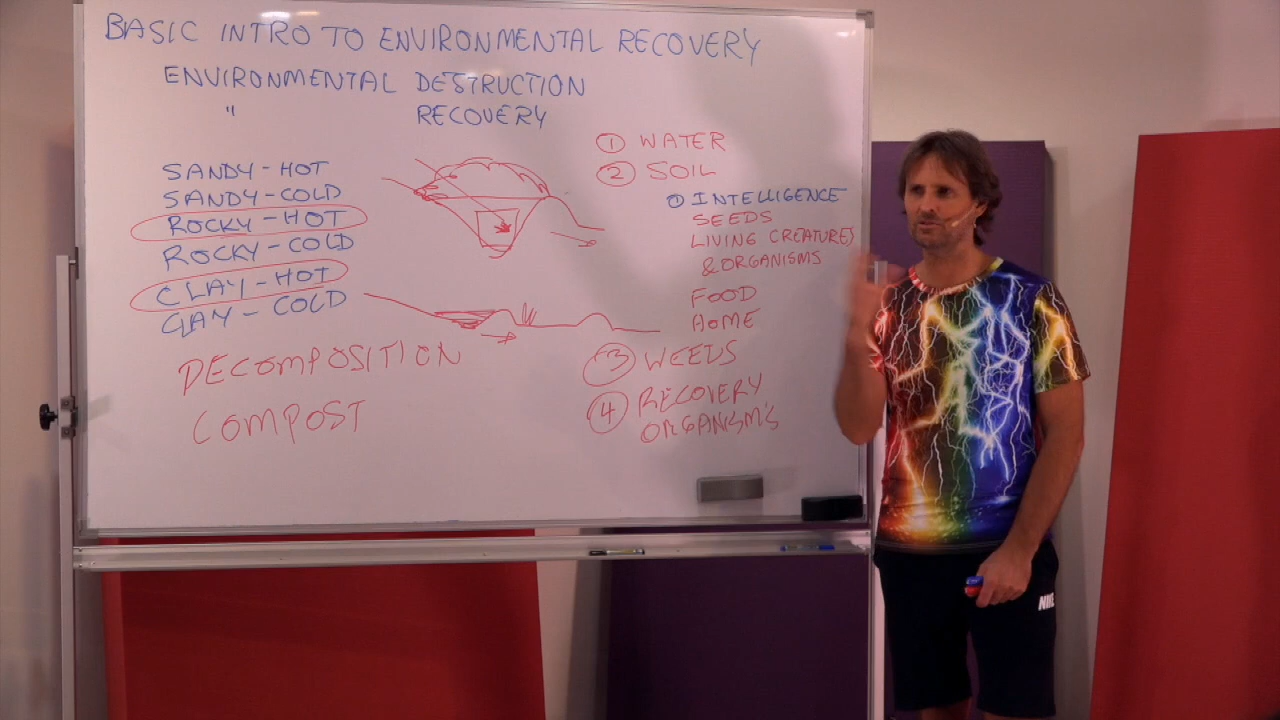 BASIC INTRO TO ENVIRONMENTAL RECOVERY
ENVIRONMENTAL DESTRUCTION
" RECOVERY
SANDY-HOT
SANDY-COLD
ROCKY-HOT
ROCKY-COLD
CLAY-HOT
CLAY-COLD
DECOMPOSITION
COMPOST
① WATER
② SOIL
① INTELLIGENCE
SEEDS
LIVING CREATURES
& ORGANISMS
FOOD
HOME
③ WEEDS
④ RECOVERY
ORGANISM'S
NIKE